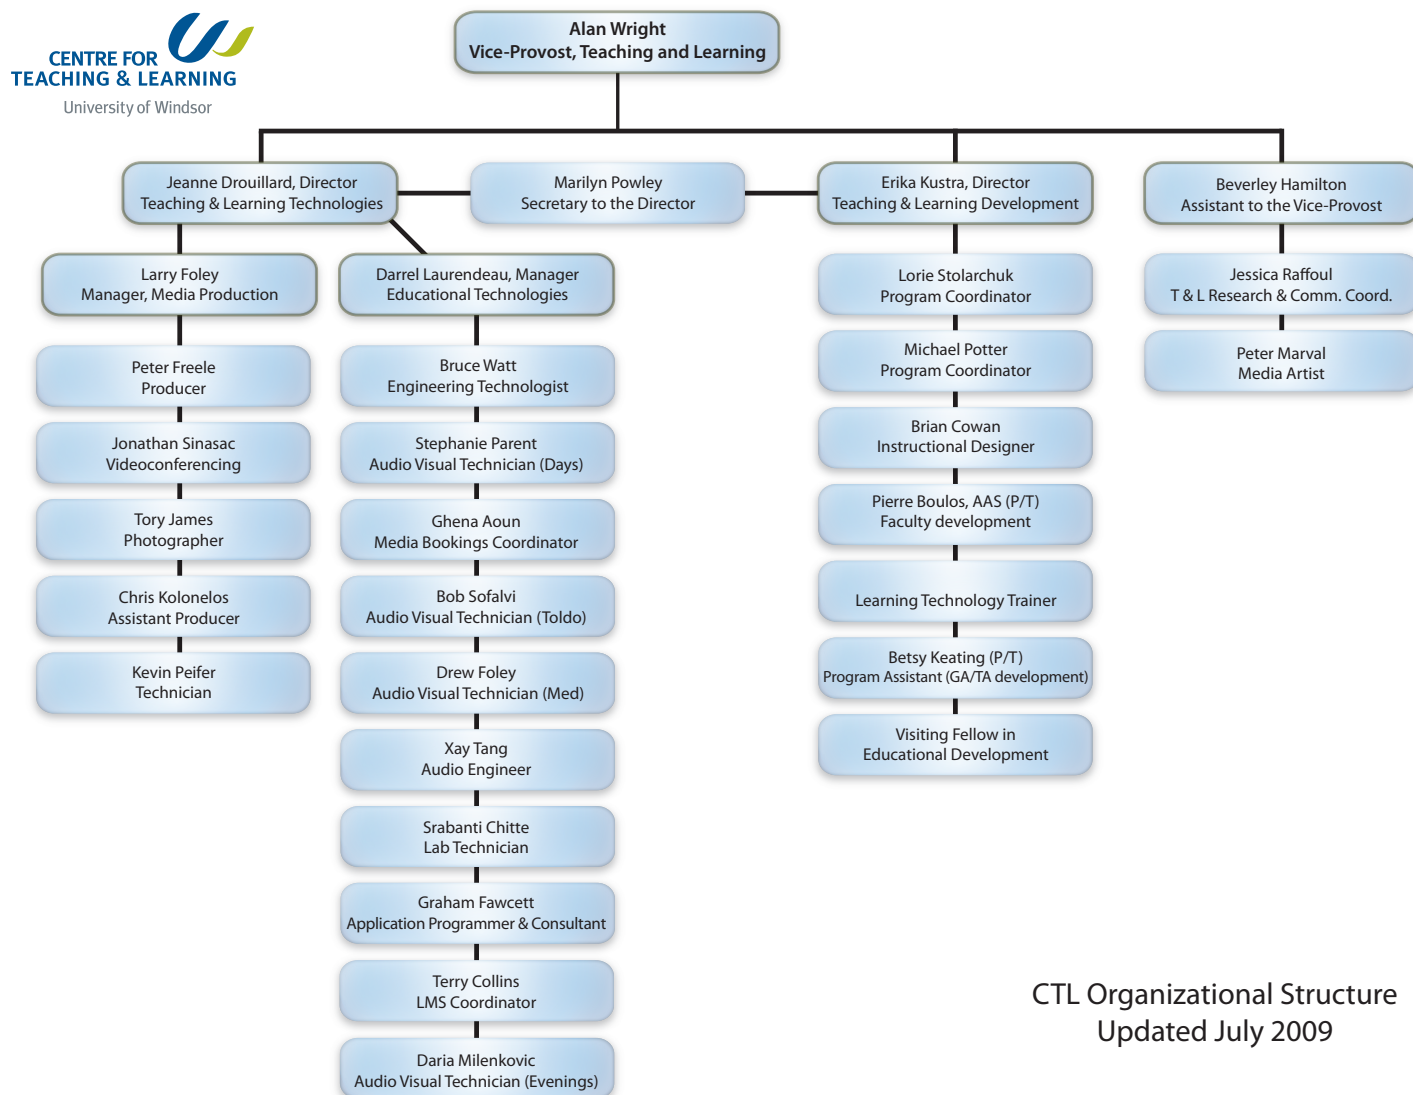 CENTRE FOR
TEACHING & LEARNING
University of Windsor
Alan Wright
Vice-Provost, Teaching and Learning
Jeanne Drouillard, Director
Teaching & Learning Technologies
Marilyn Powley
Secretary to the Director
Erika Kustra, Director
Teaching & Learning Development
Beverley Hamilton
Assistant to the Vice-Provost
Larry Foley
Manager, Media Production
Peter Freele
Producer
Jonathan Sinasac
Videoconferencing
Tory James
Photographer
Chris Kolonelos
Assistant Producer
Kevin Peifer
Technician
Darrel Laurendeau, Manager
Educational Technologies
Bruce Watt
Engineering Technologist
Stephanie Parent
Audio Visual Technician (Days)
Ghena Aoun
Media Bookings Coordinator
Bob Sofalvi
Audio Visual Technician (Toldo)
Drew Foley
Audio Visual Technician (Med)
Xay Tang
Audio Engineer
Srabanti Chitte
Lab Technician
Graham Fawcett
Application Programmer & Consultant
Terry Collins
LMS Coordinator
Daria Milenkovic
Audio Visual Technician (Evenings)
Lorie Stolarchuk
Program Coordinator
Michael Potter
Program Coordinator
Brian Cowan
Instructional Designer
Pierre Boulos, AAS (P/T)
Faculty development
Learning Technology Trainer
Betsy Keating (P/T)
Program Assistant (GA/TA development)
Visiting Fellow in
Educational Development
Jessica Raffoul
T & L Research & Comm. Coord.
Peter Marval
Media Artist
CTL Organizational Structure
Updated July 2009